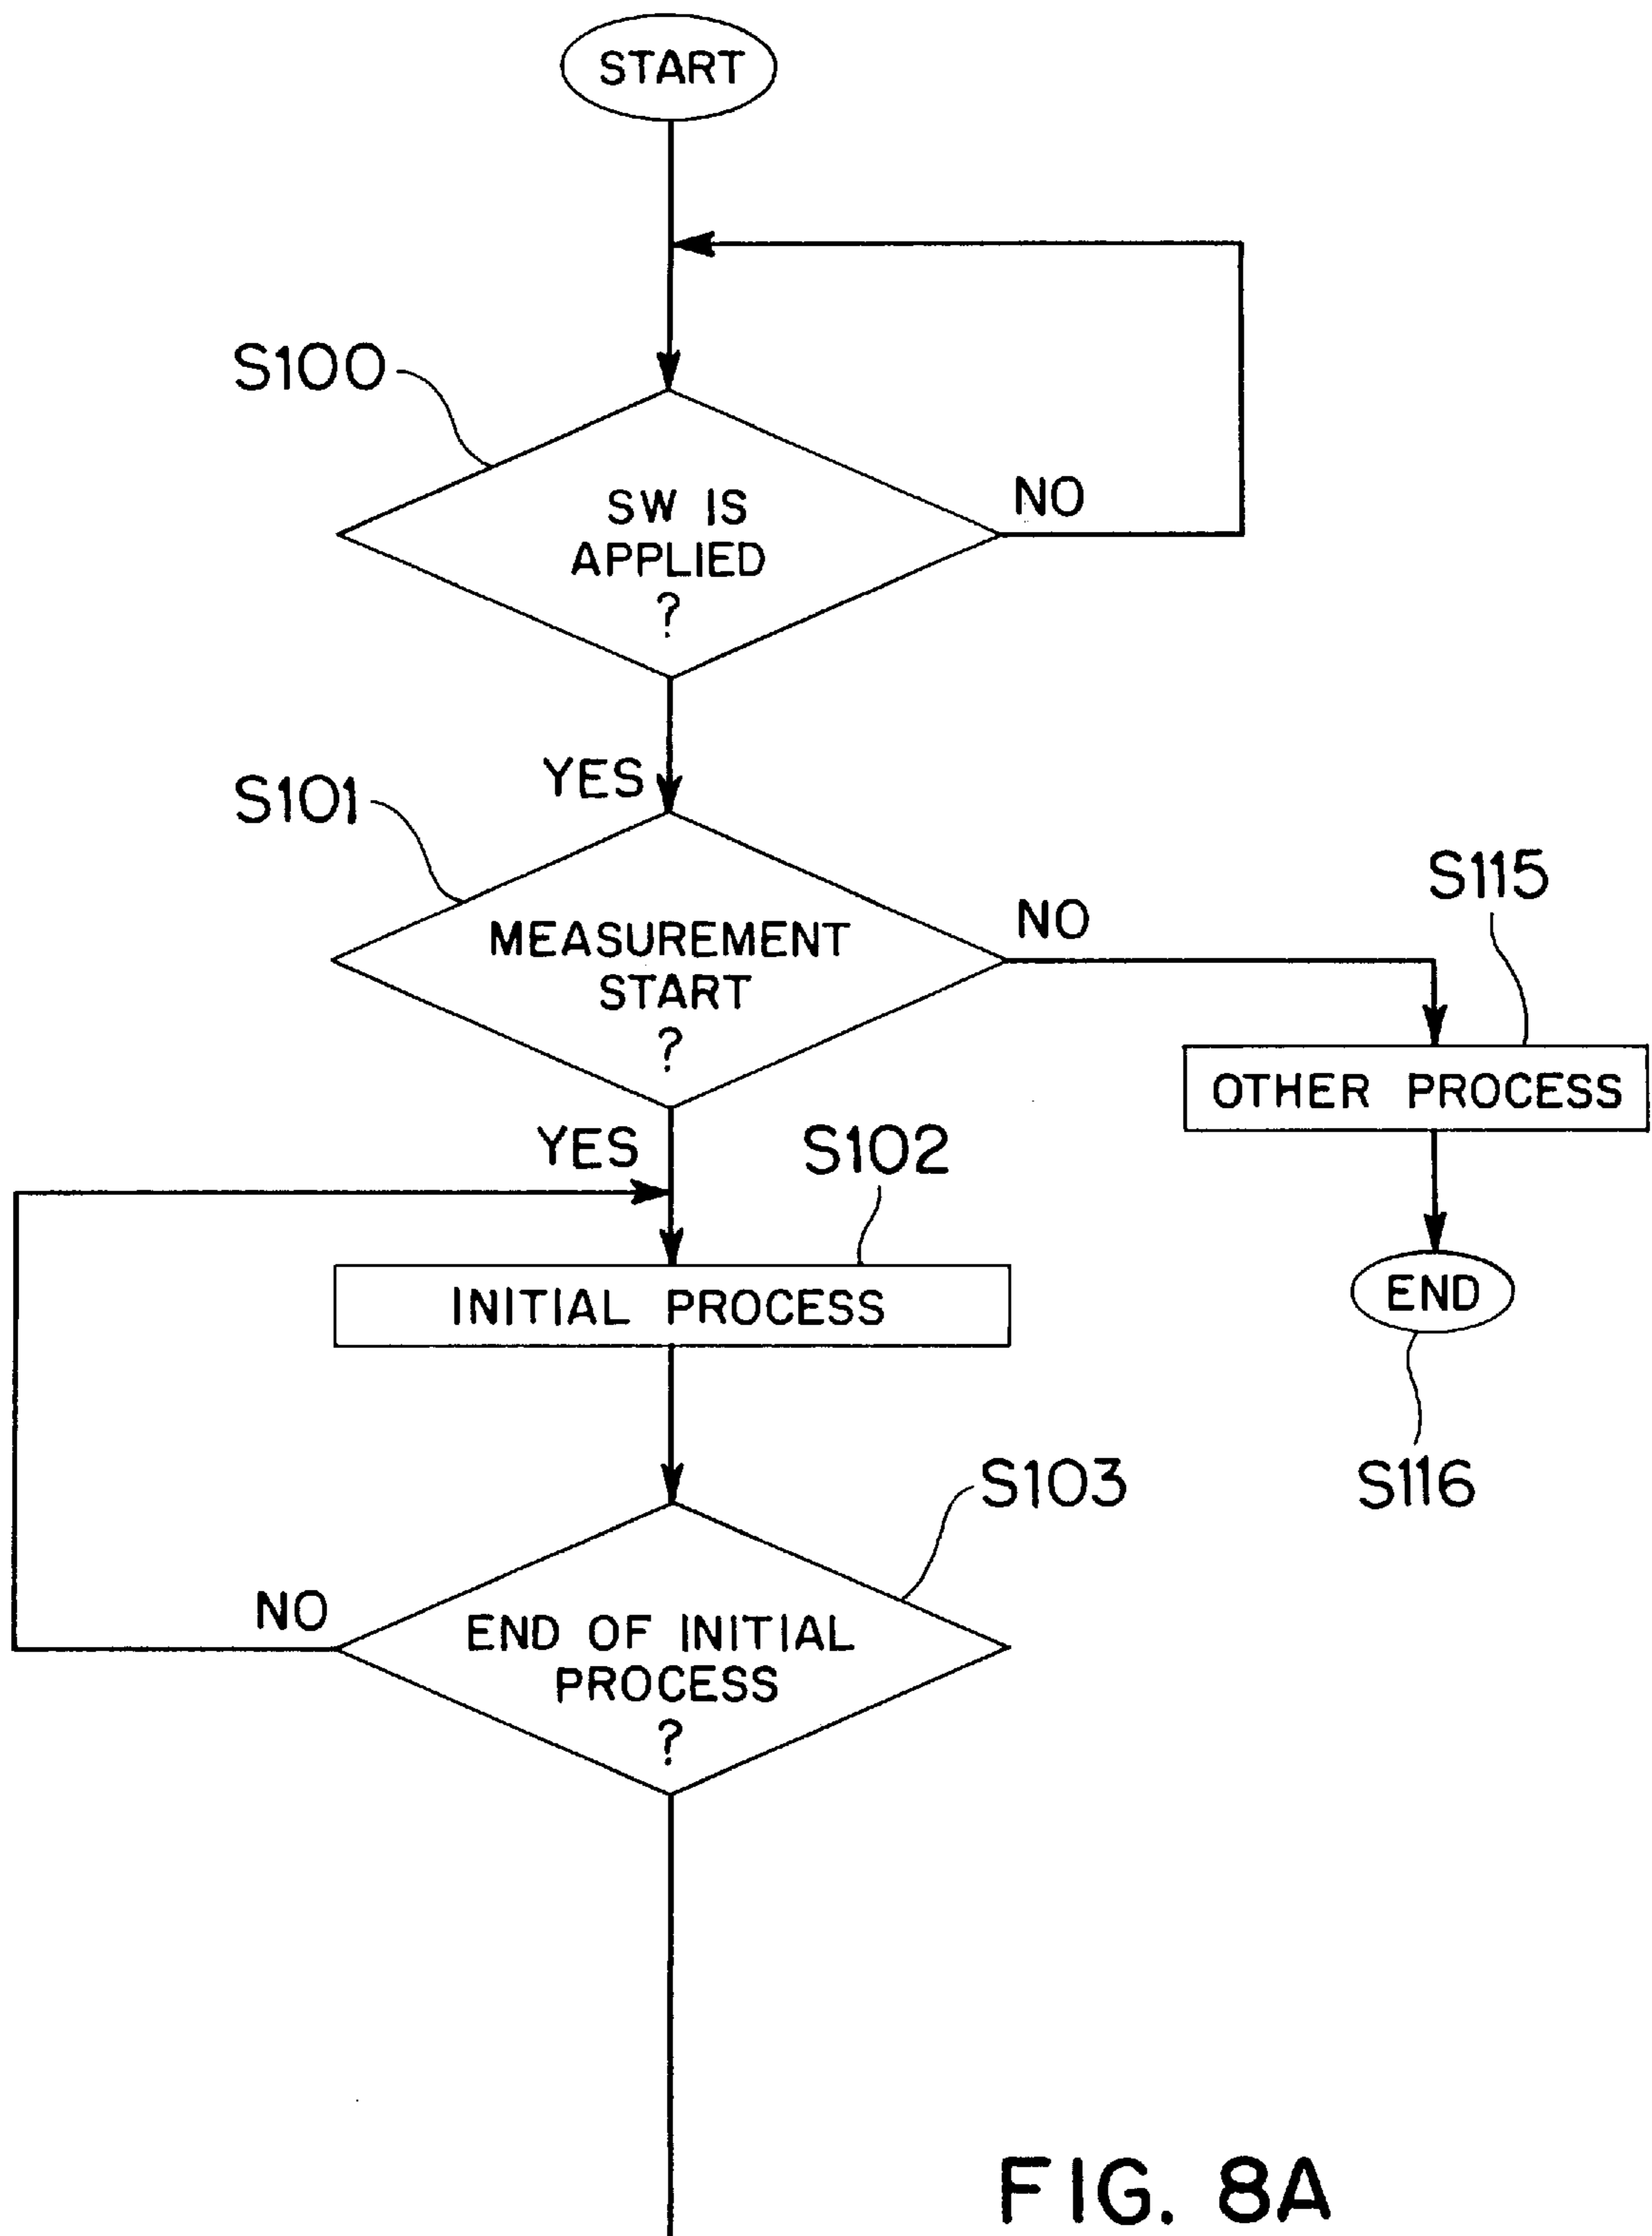 START
S100
SW IS
APPLIED
?
NO
YES
S101
MEASUREMENT
START
?
NO
S115
OTHER PROCESS
YES
S102
INITIAL PROCESS
END
S116
S103
NO
END OF INITIAL
PROCESS
?
FIG. 8A